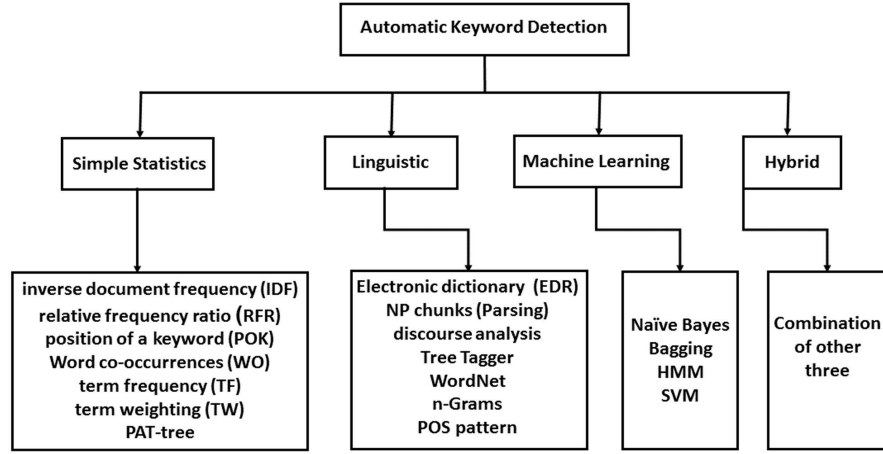 Automatic Keyword Detection
Simple Statistics
Linguistic
Machine Learning
Hybrid
inverse document frequency (IDF)
relative frequency ratio (RFR)
position of a keyword (POK)
Word co-occurrences (WO)
term frequency (TF)
term weighting (TW)
PAT-tree
Electronic dictionary (EDR)
NP chunks (Parsing)
discourse analysis
Tree Tagger
WordNet
n-Grams
POS pattern
Naïve Bayes
Bagging
HMM
SVM
Combination
of other
three